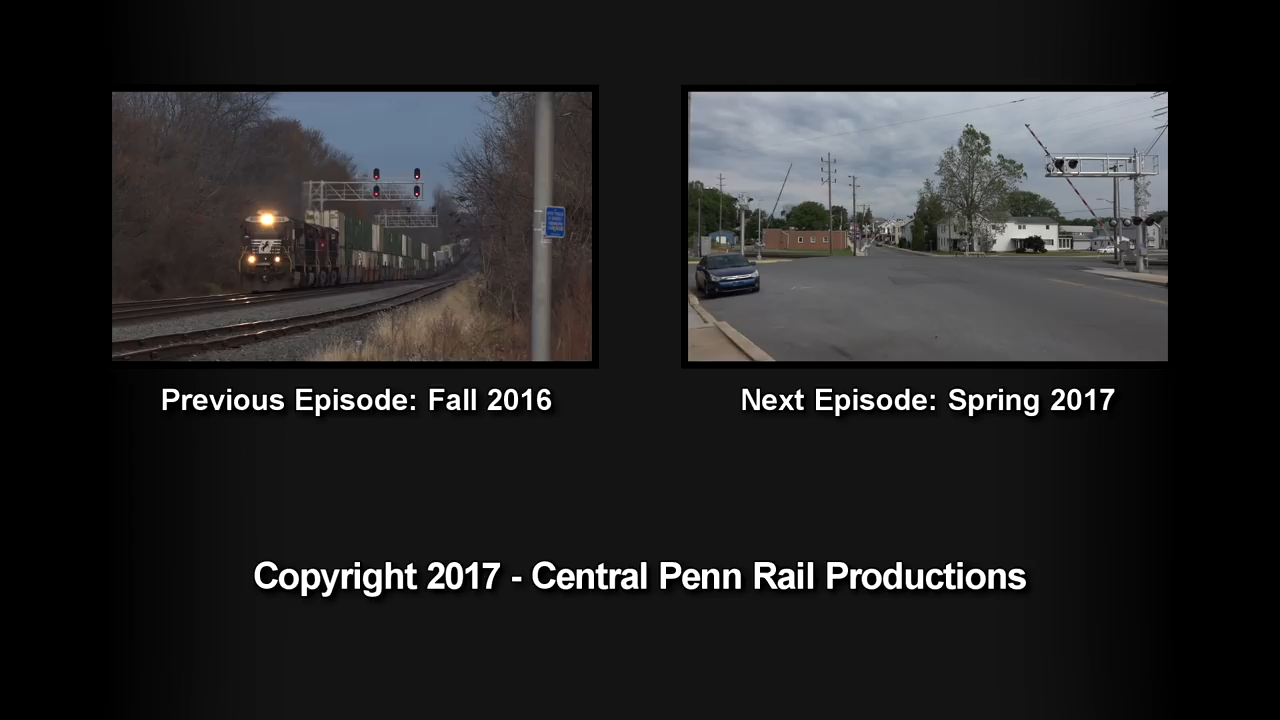 Previous Episode: Fall 2016
Next Episode: Spring 2017
Copyright 2017 - Central Penn Rail Productions